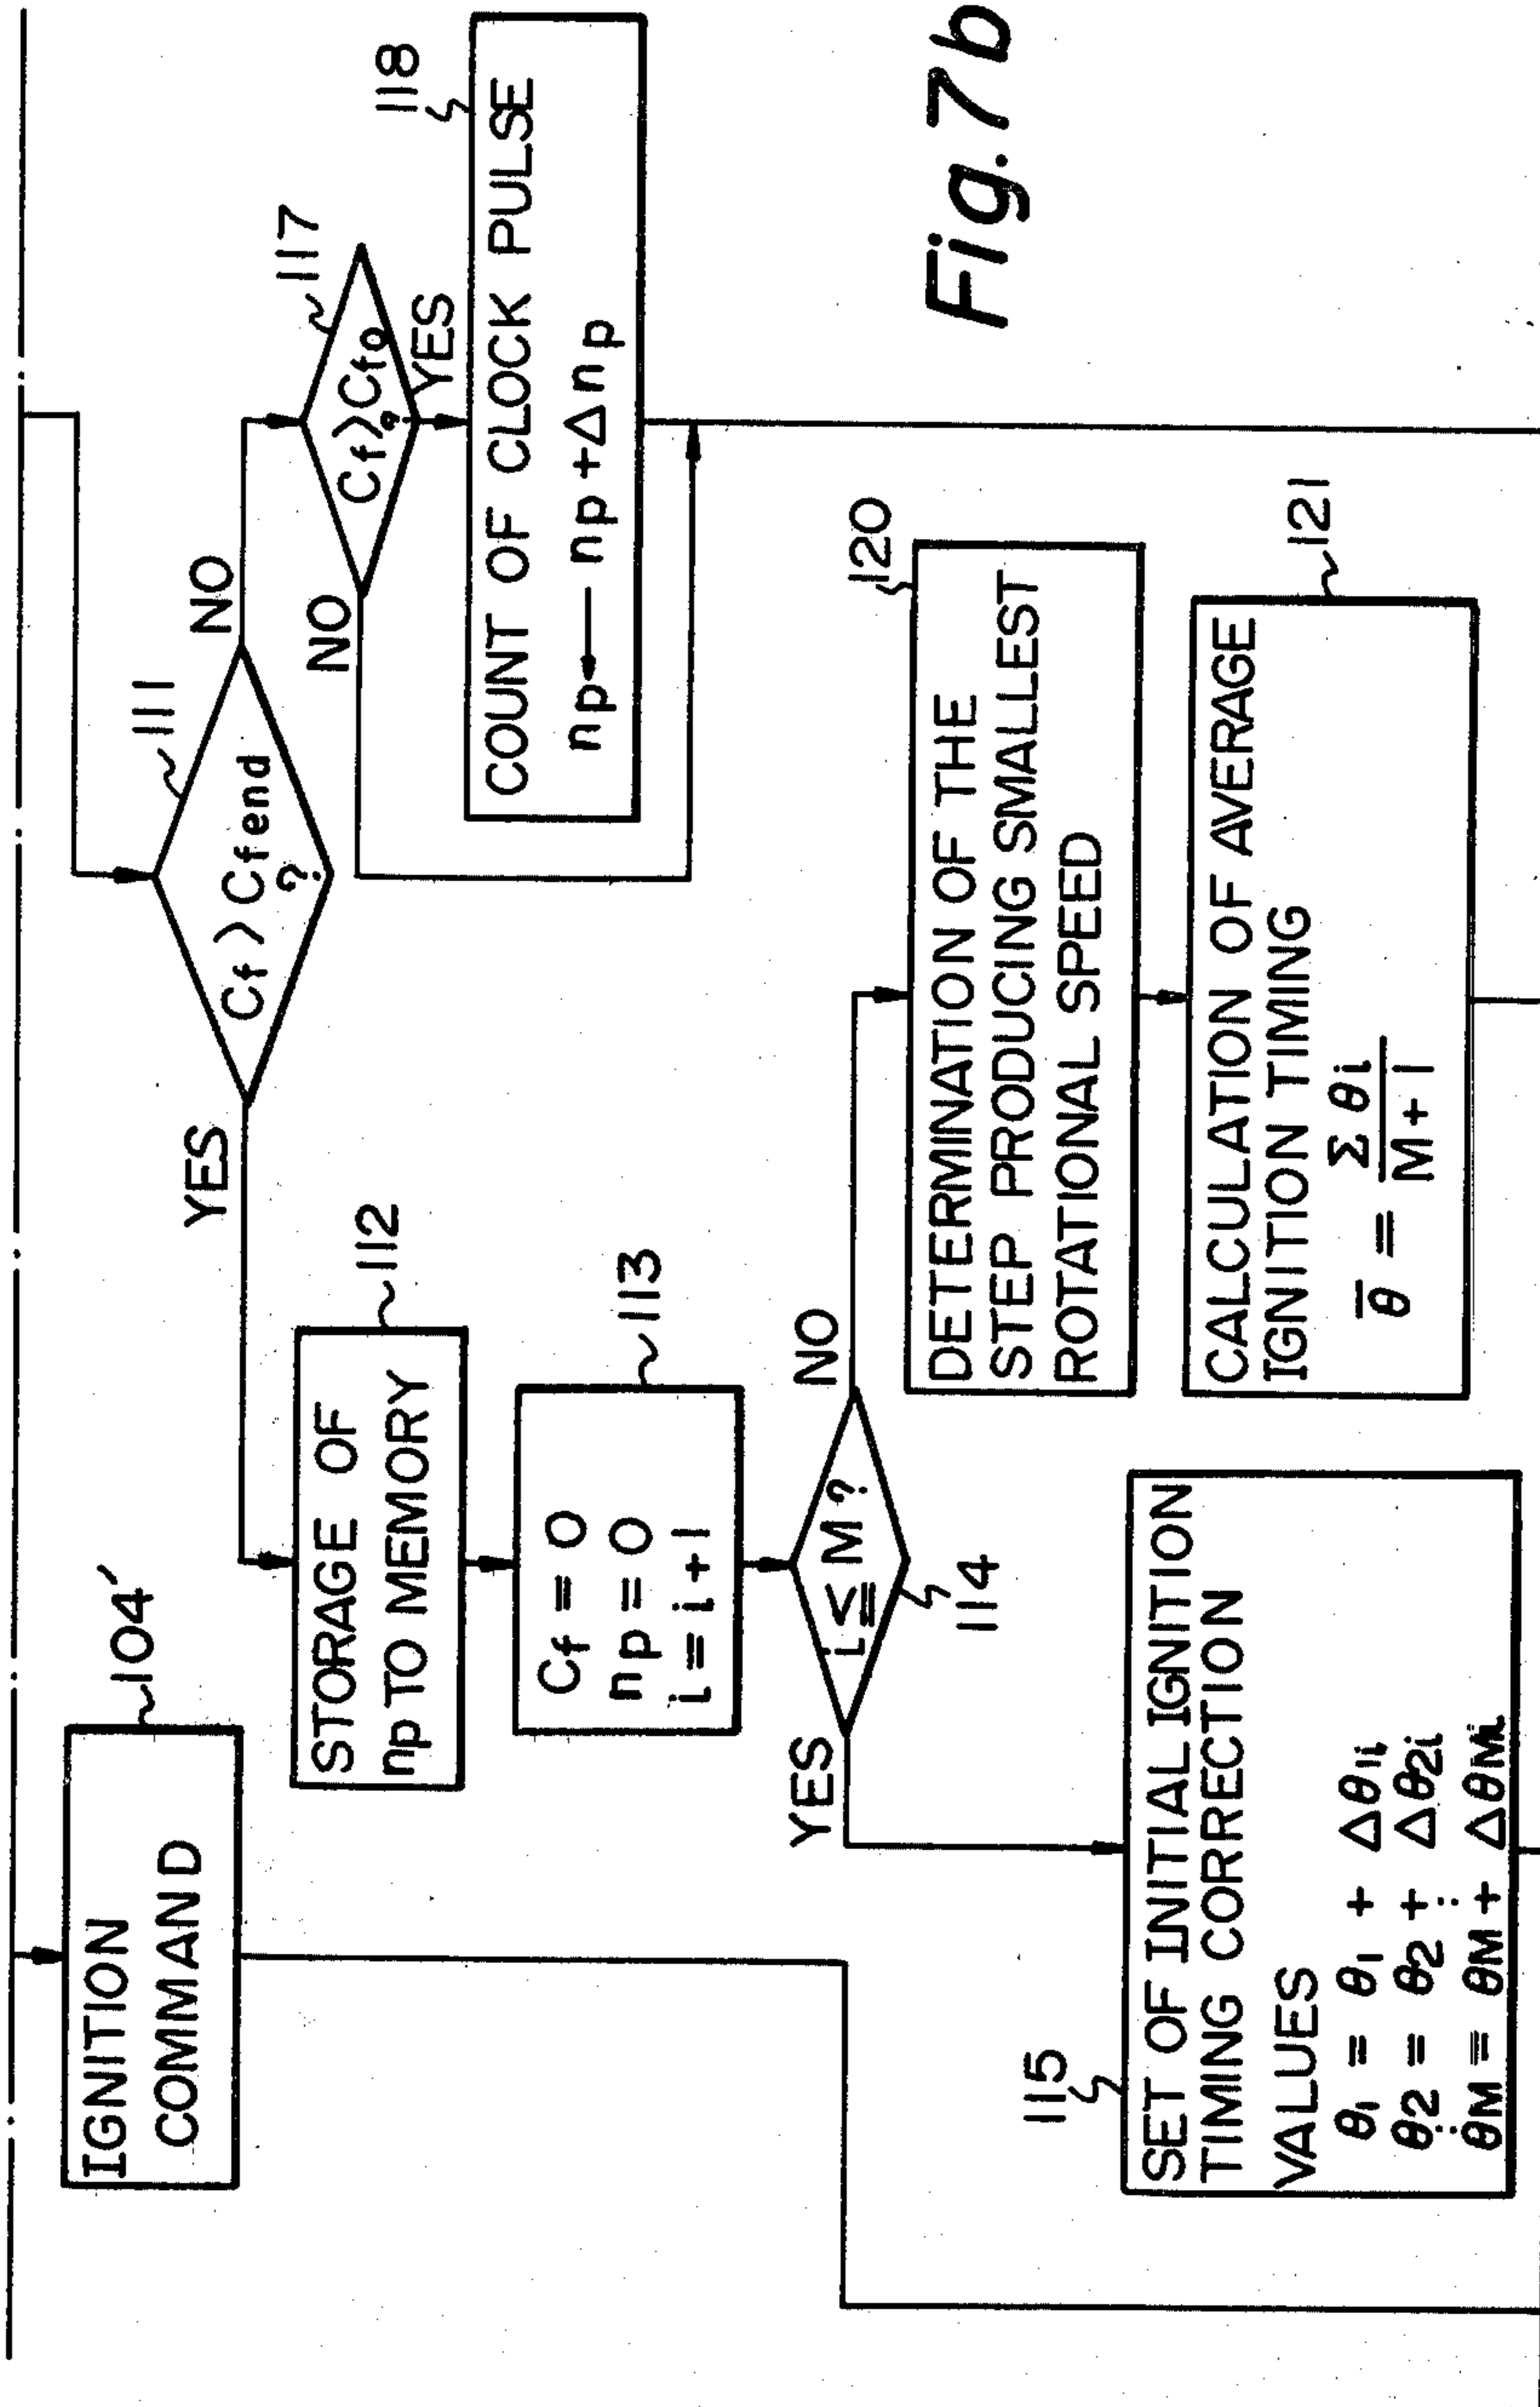 IGNITION
COMMAND
104'
111
Cf > Cfend
?
YES
NO
117
Cf > Cfo
?
NO
YES
118
COUNT OF CLOCK PULSE
np ← np + Δnp
STORAGE OF
np TO MEMORY
112
Cf = 0
np = 0
i = i + 1
113
i ≦ M ?
114
YES
NO
115
SET OF INITIAL IGNITION
TIMING CORRECTION
VALUES
θ1 = θ1 + Δθ1i
θ2 = θ2 + Δθ2i
⋮ ⋮
θM = θM + ΔθMi
120
DETERMINATION OF THE
STEP PRODUCING SMALLEST
ROTATIONAL SPEED
121
CALCULATION OF AVERAGE
IGNITION TIMING
θ̄ = Σ θi / M + 1
Fig. 7b